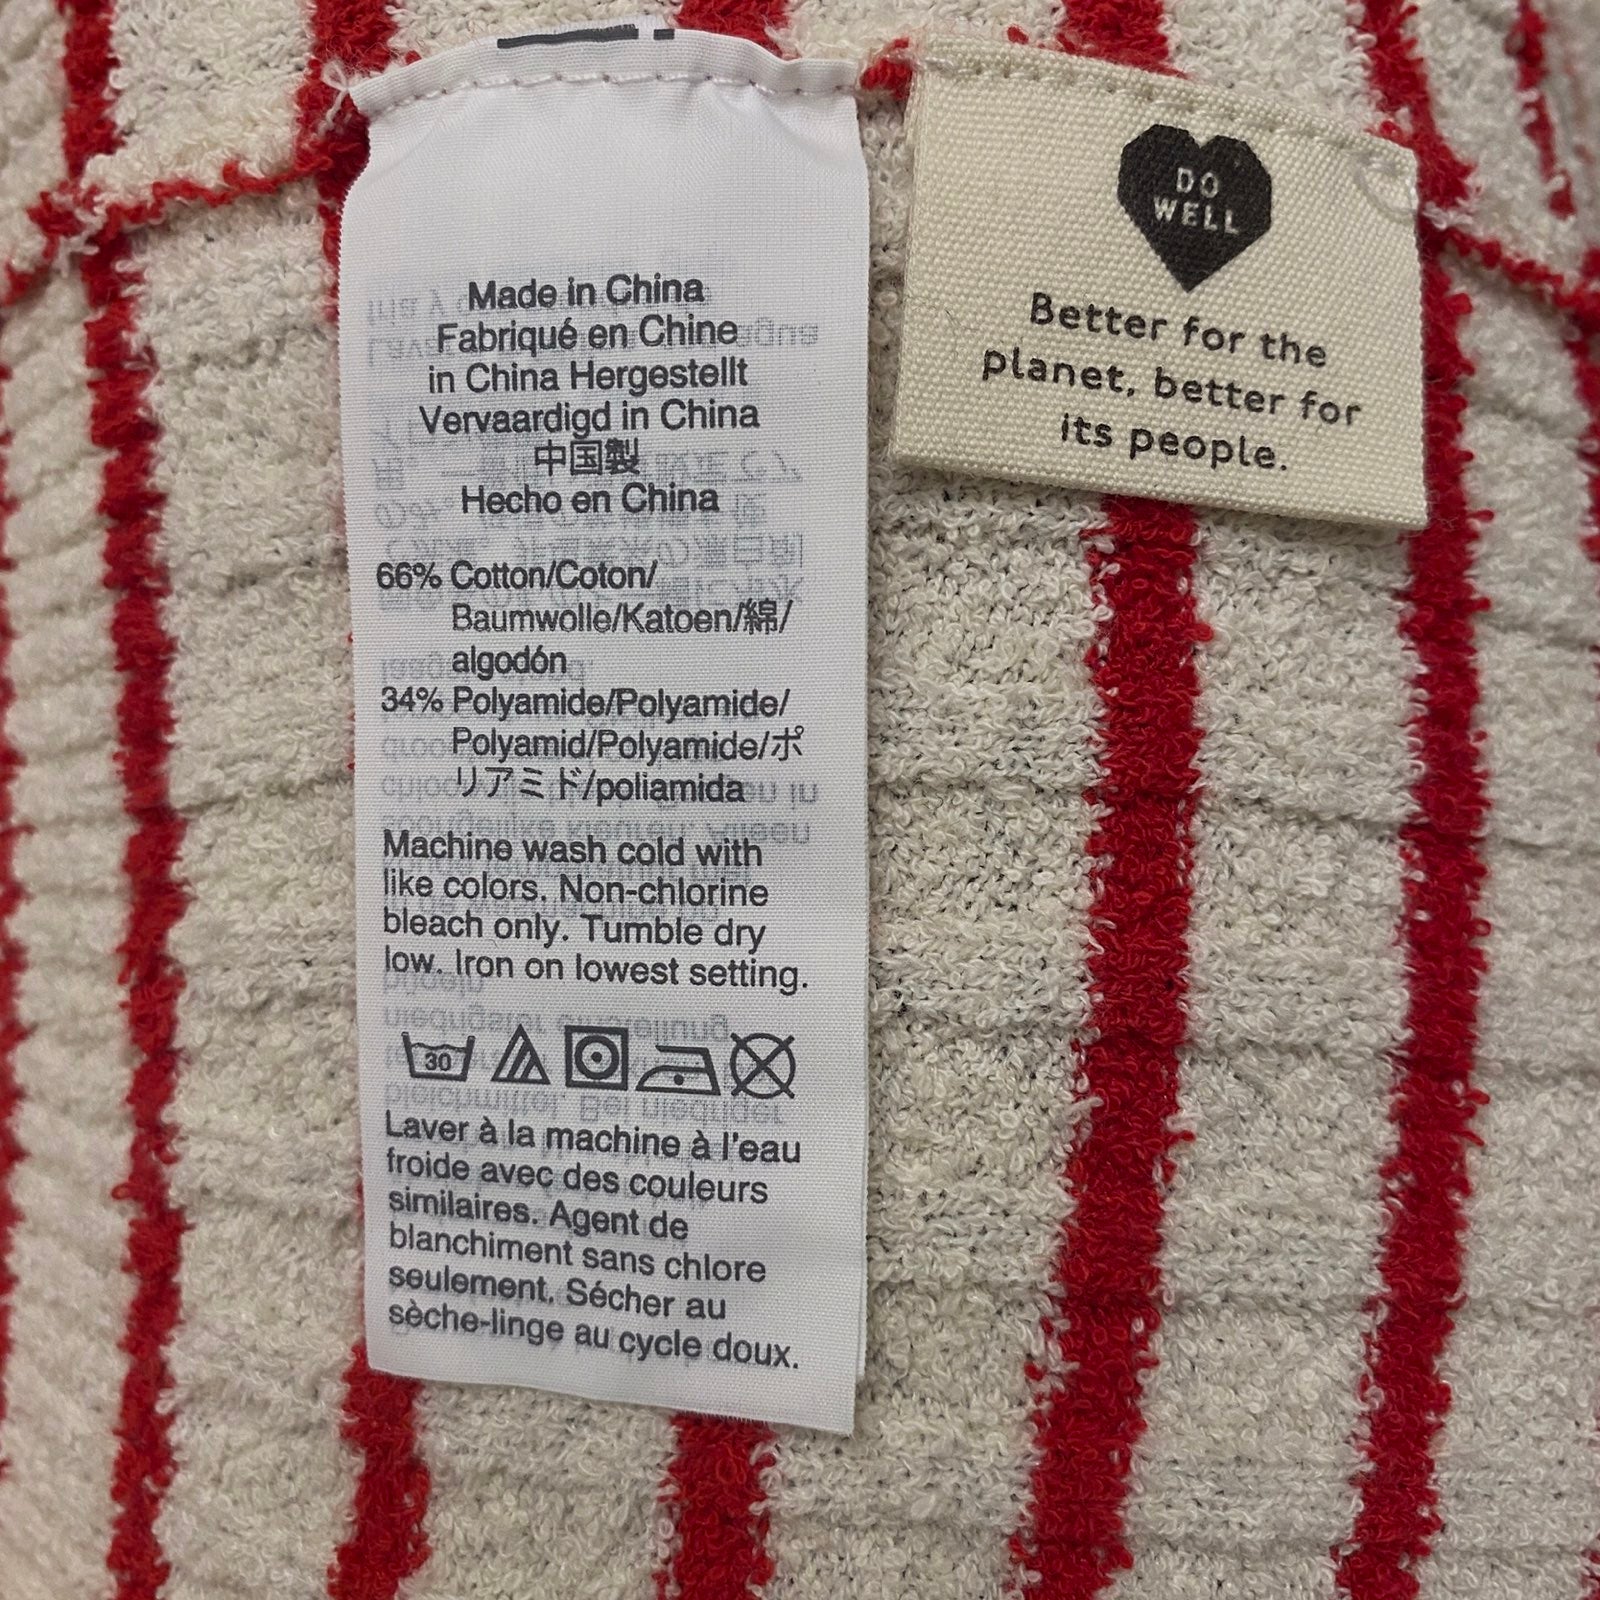 Made in China
Fabriqué en Chine
in China Hergestellt
Vervaardigd in China
中国製
Hecho en China
66% Cotton/Coton/
Baumwolle/Katoen/綿/
algodón
34% Polyamide/Polyamide/
Polyamid/Polyamide/ポ
リアミド/poliamida
Machine wash cold with
like colors. Non-chlorine
bleach only. Tumble dry
low. Iron on lowest setting.
30
Laver à la machine à l'eau
froide avec des couleurs
similaires. Agent de
blanchiment sans chlore
seulement. Sécher au
sèche-linge au cycle doux.
DO
WELL
Better for the
planet, better for
its people.